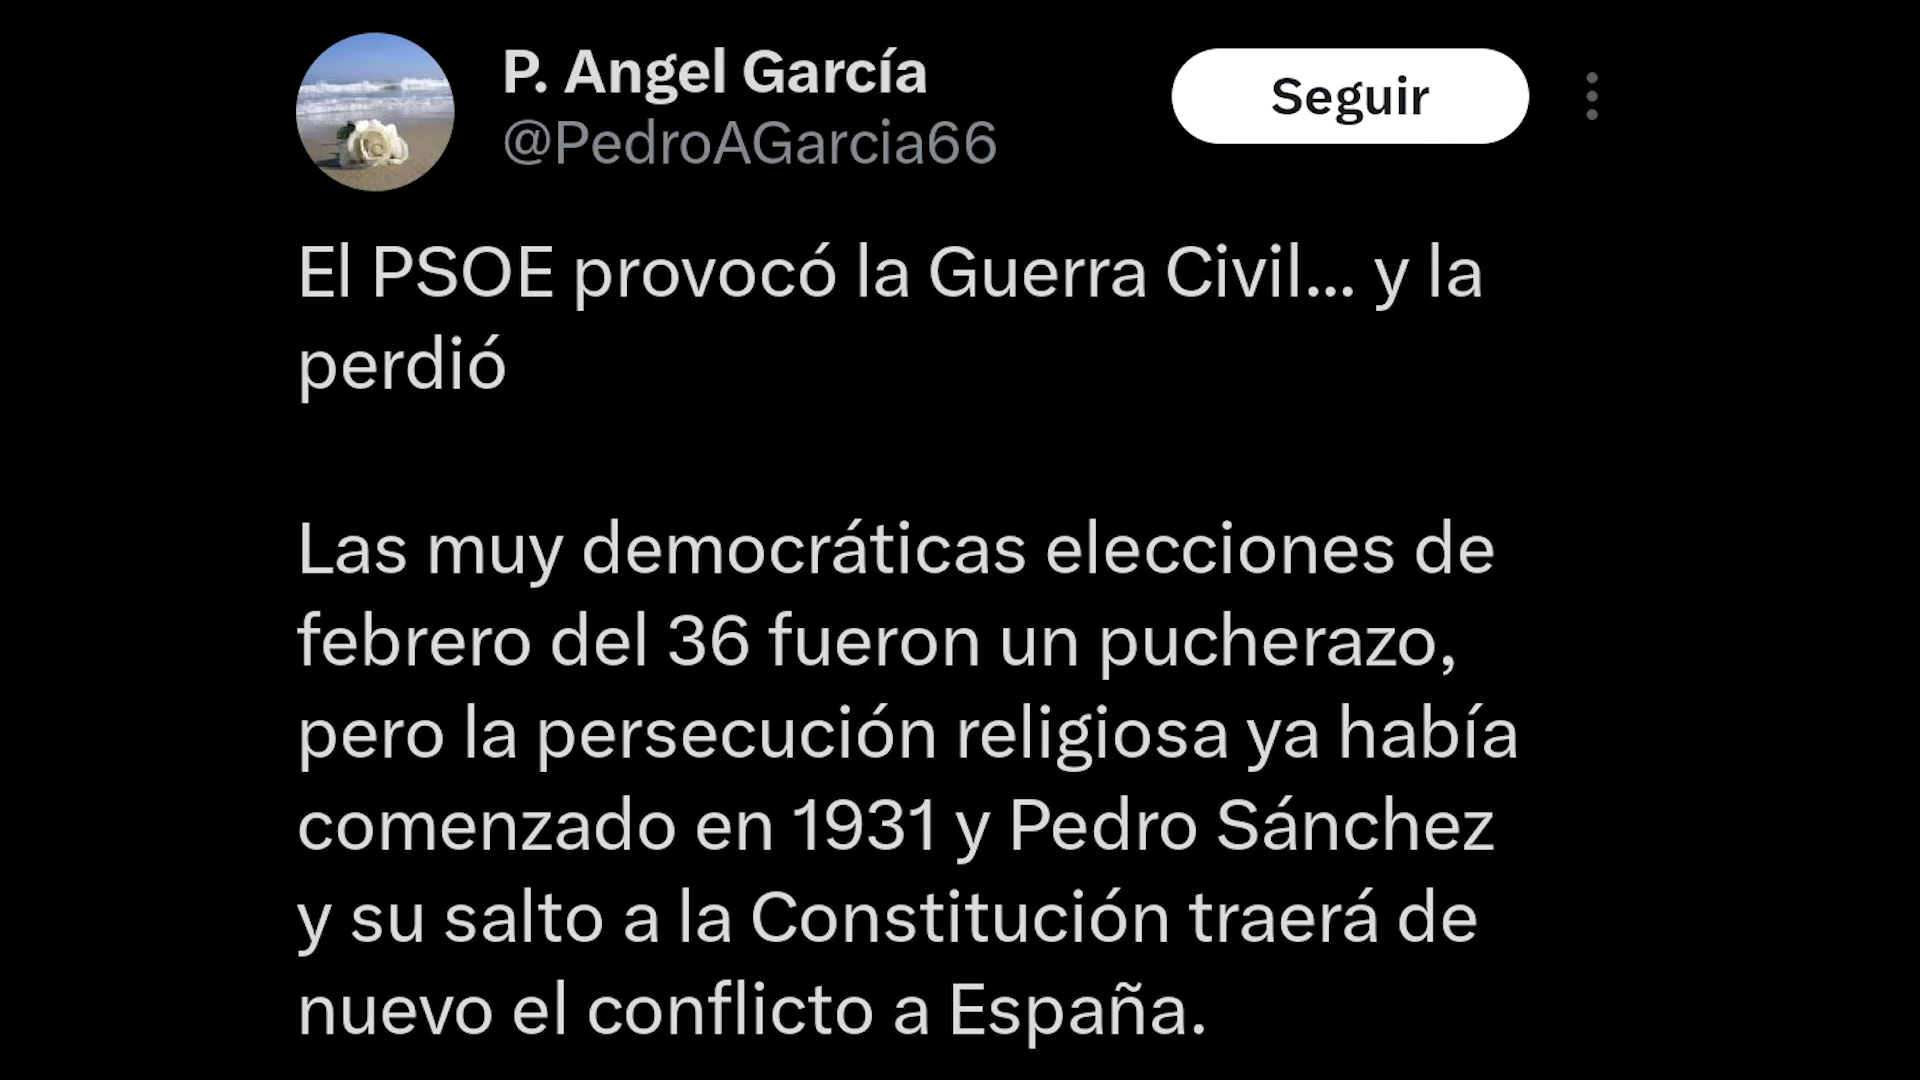 P. Angel García
@PedroAGarcia66
Seguir
El PSOE provocó la Guerra Civil... y la
perdió
Las muy democráticas elecciones de
febrero del 36 fueron un pucherazo,
pero la persecución religiosa ya había
comenzado en 1931 y Pedro Sánchez
y su salto a la Constitución traerá de
nuevo el conflicto a España.